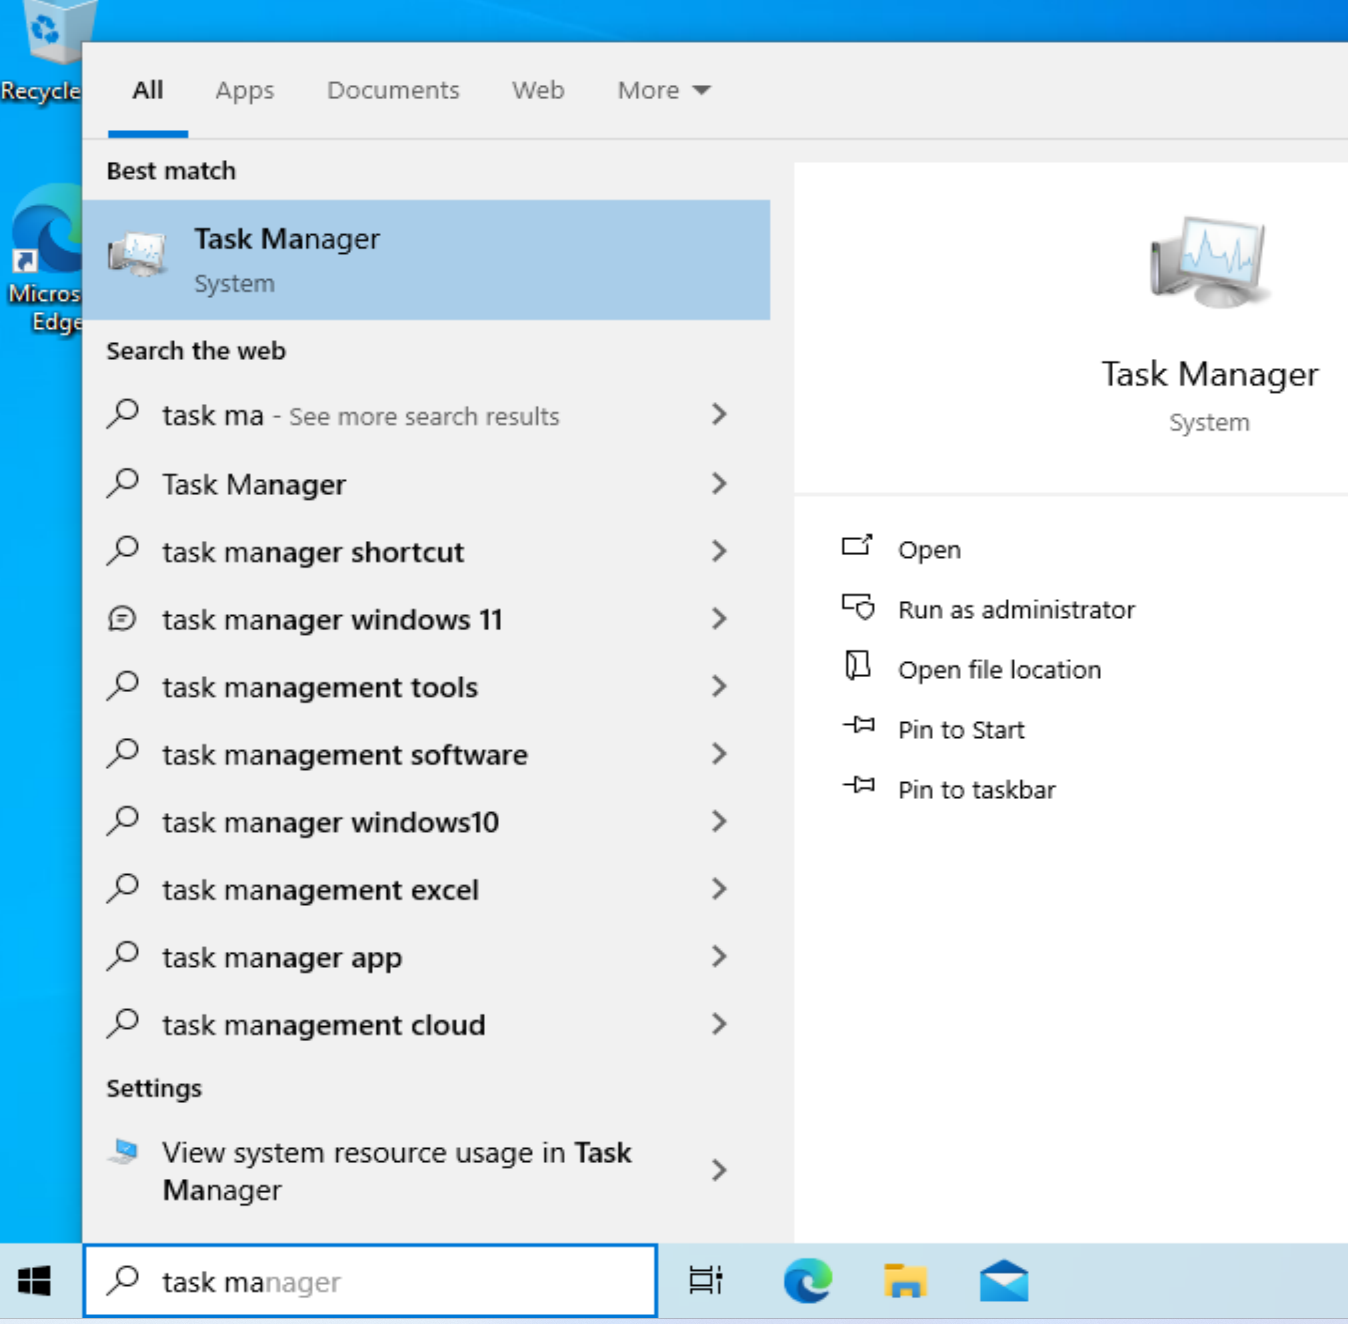 Recycle
Micros
Edge
All Apps Documents Web More
Best match
Task Manager
System
Search the web
task ma - See more search results
Task Manager
task manager shortcut
task manager windows 11
task management tools
task management software
task manager windows10
task management excel
task manager app
task management cloud
Settings
View system resource usage in Task
Manager
Task Manager
System
Open
Run as administrator
Open file location
Pin to Start
Pin to taskbar
task manager